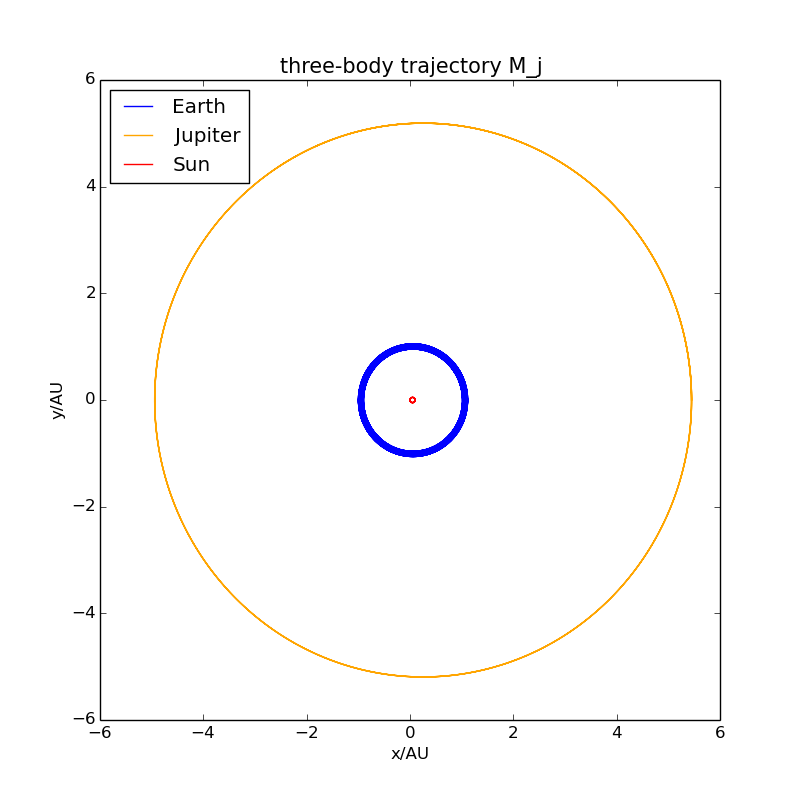 three-body trajectory M_j
Earth
Jupiter
Sun
6
4
2
0
−2
−4
−6
y/AU
−6 −4 −2 0 2 4 6
x/AU